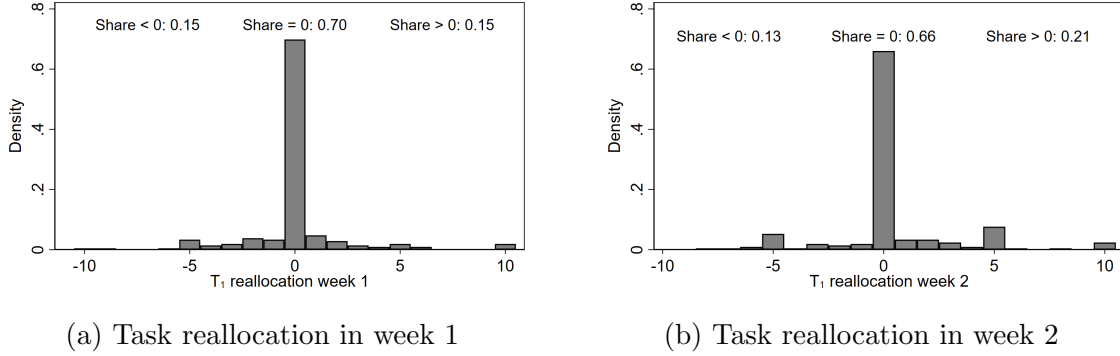 Share < 0: 0.15 Share = 0: 0.70 Share > 0: 0.15
Density
0 .2 .4 .6 .8
-10 -5 0 5 10
T₁ reallocation week 1
(a) Task reallocation in week 1
Share < 0: 0.13 Share = 0: 0.66 Share > 0: 0.21
Density
0 .2 .4 .6 .8
-10 -5 0 5 10
T₁ reallocation week 2
(b) Task reallocation in week 2